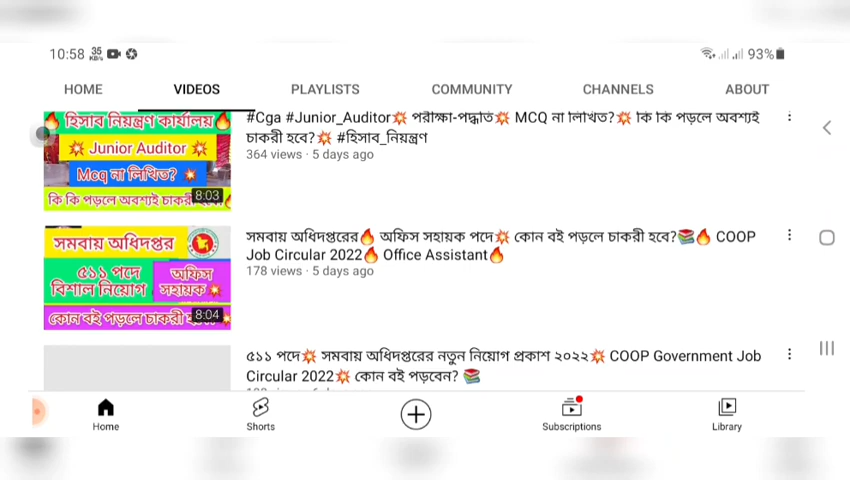 10:58 35 KB/s 93%
HOME VIDEOS PLAYLISTS COMMUNITY CHANNELS ABOUT
🔥হিসাব নিয়ন্ত্রণ কার্যালয়🔥
💥 Junior Auditor 💥
Mcq না লিখিত? 💥
কি কি পড়লে অবশ্যই চাকরী
8:03
#Cga #Junior_Auditor💥 পরীক্ষা-পদ্ধতি💥 MCQ না লিখিত?💥 কি কি পড়লে অবশ্যই
চাকরী হবে?💥 #হিসাব_নিয়ন্ত্রণ
364 views · 5 days ago
সমবায় অধিদপ্তর
৫১১ পদে
বিশাল নিয়োগ
অফিস
সহায়ক💥
কোন বই পড়লে চাকরী
8:04
সমবায় অধিদপ্তরের🔥 অফিস সহায়ক পদে💥 কোন বই পড়লে চাকরী হবে?📚🔥 COOP
Job Circular 2022🔥 Office Assistant🔥
178 views · 5 days ago
৫১১ পদে💥 সমবায় অধিদপ্তরের নতুন নিয়োগ প্রকাশ ২০২২💥 COOP Government Job
Circular 2022💥 কোন বই পড়বেন? 📚
Home Shorts Subscriptions Library